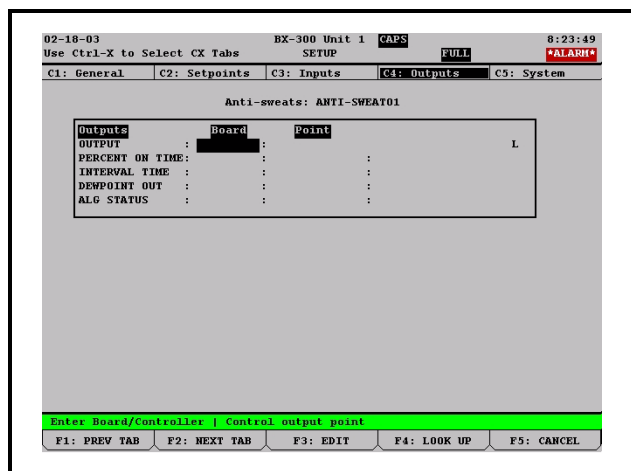 02-18-03 BX-300 Unit 1 CAPS 8:23:49
Use Ctrl-X to Select CX Tabs SETUP FULL *ALARM*
C1: General C2: Setpoints C3: Inputs C4: Outputs C5: System
Anti-sweats: ANTI-SWEAT01
Outputs Board Point
OUTPUT : : L
PERCENT ON TIME: : :
INTERVAL TIME : : :
DEWPOINT OUT : : :
ALG STATUS : : :
Enter Board/Controller | Control output point
F1: PREV TAB F2: NEXT TAB F3: EDIT F4: LOOK UP F5: CANCEL